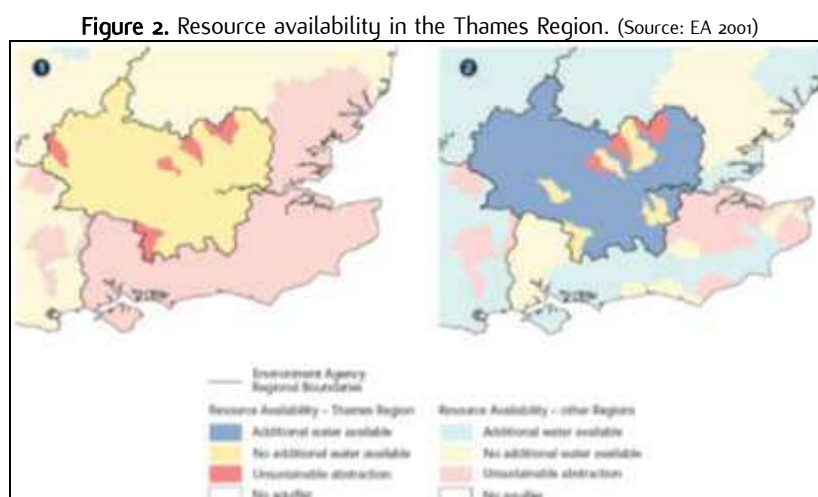 Figure 2. Resource availability in the Thames Region. (Source: EA 2001)
1
2
Environment Agency
Regional Boundaries
Resource Availability – Thames Region
Additional water available
No additional water available
Unsustainable abstraction
No aquifer
Resource Availability – other Regions
Additional water available
No additional water available
Unsustainable abstraction
No aquifer